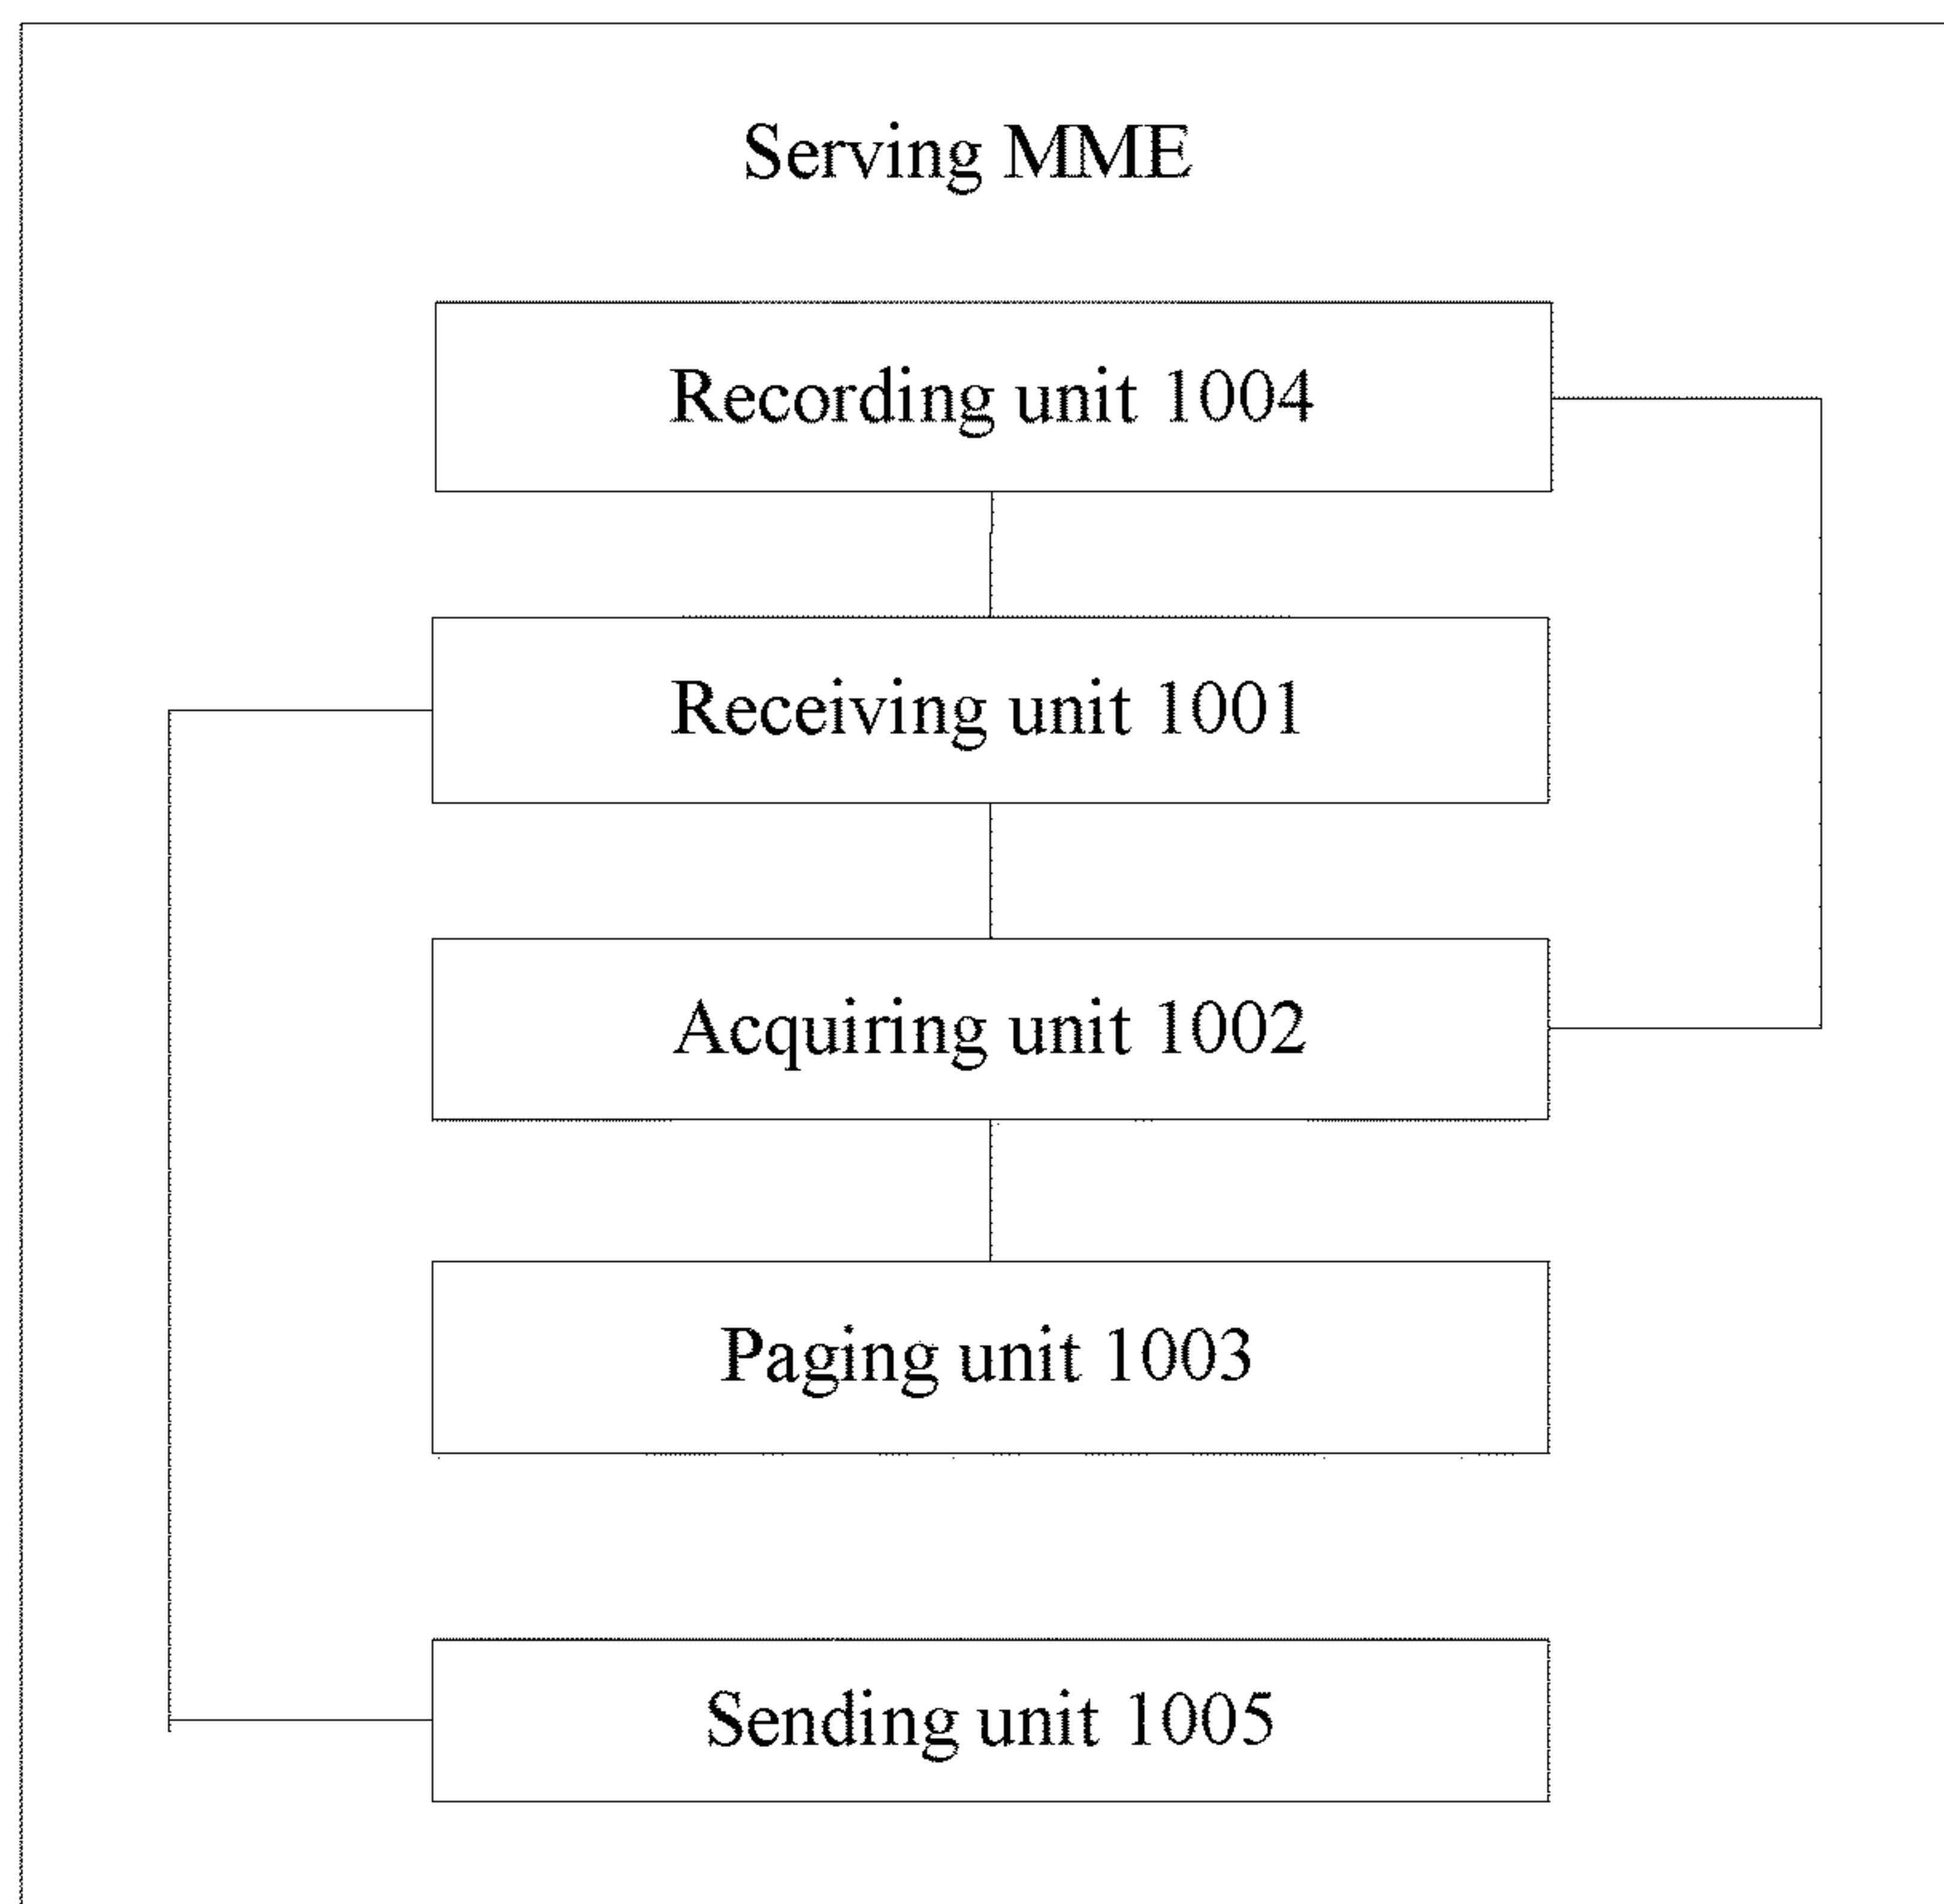 Serving MME
Recording unit 1004
Receiving unit 1001
Acquiring unit 1002
Paging unit 1003
Sending unit 1005